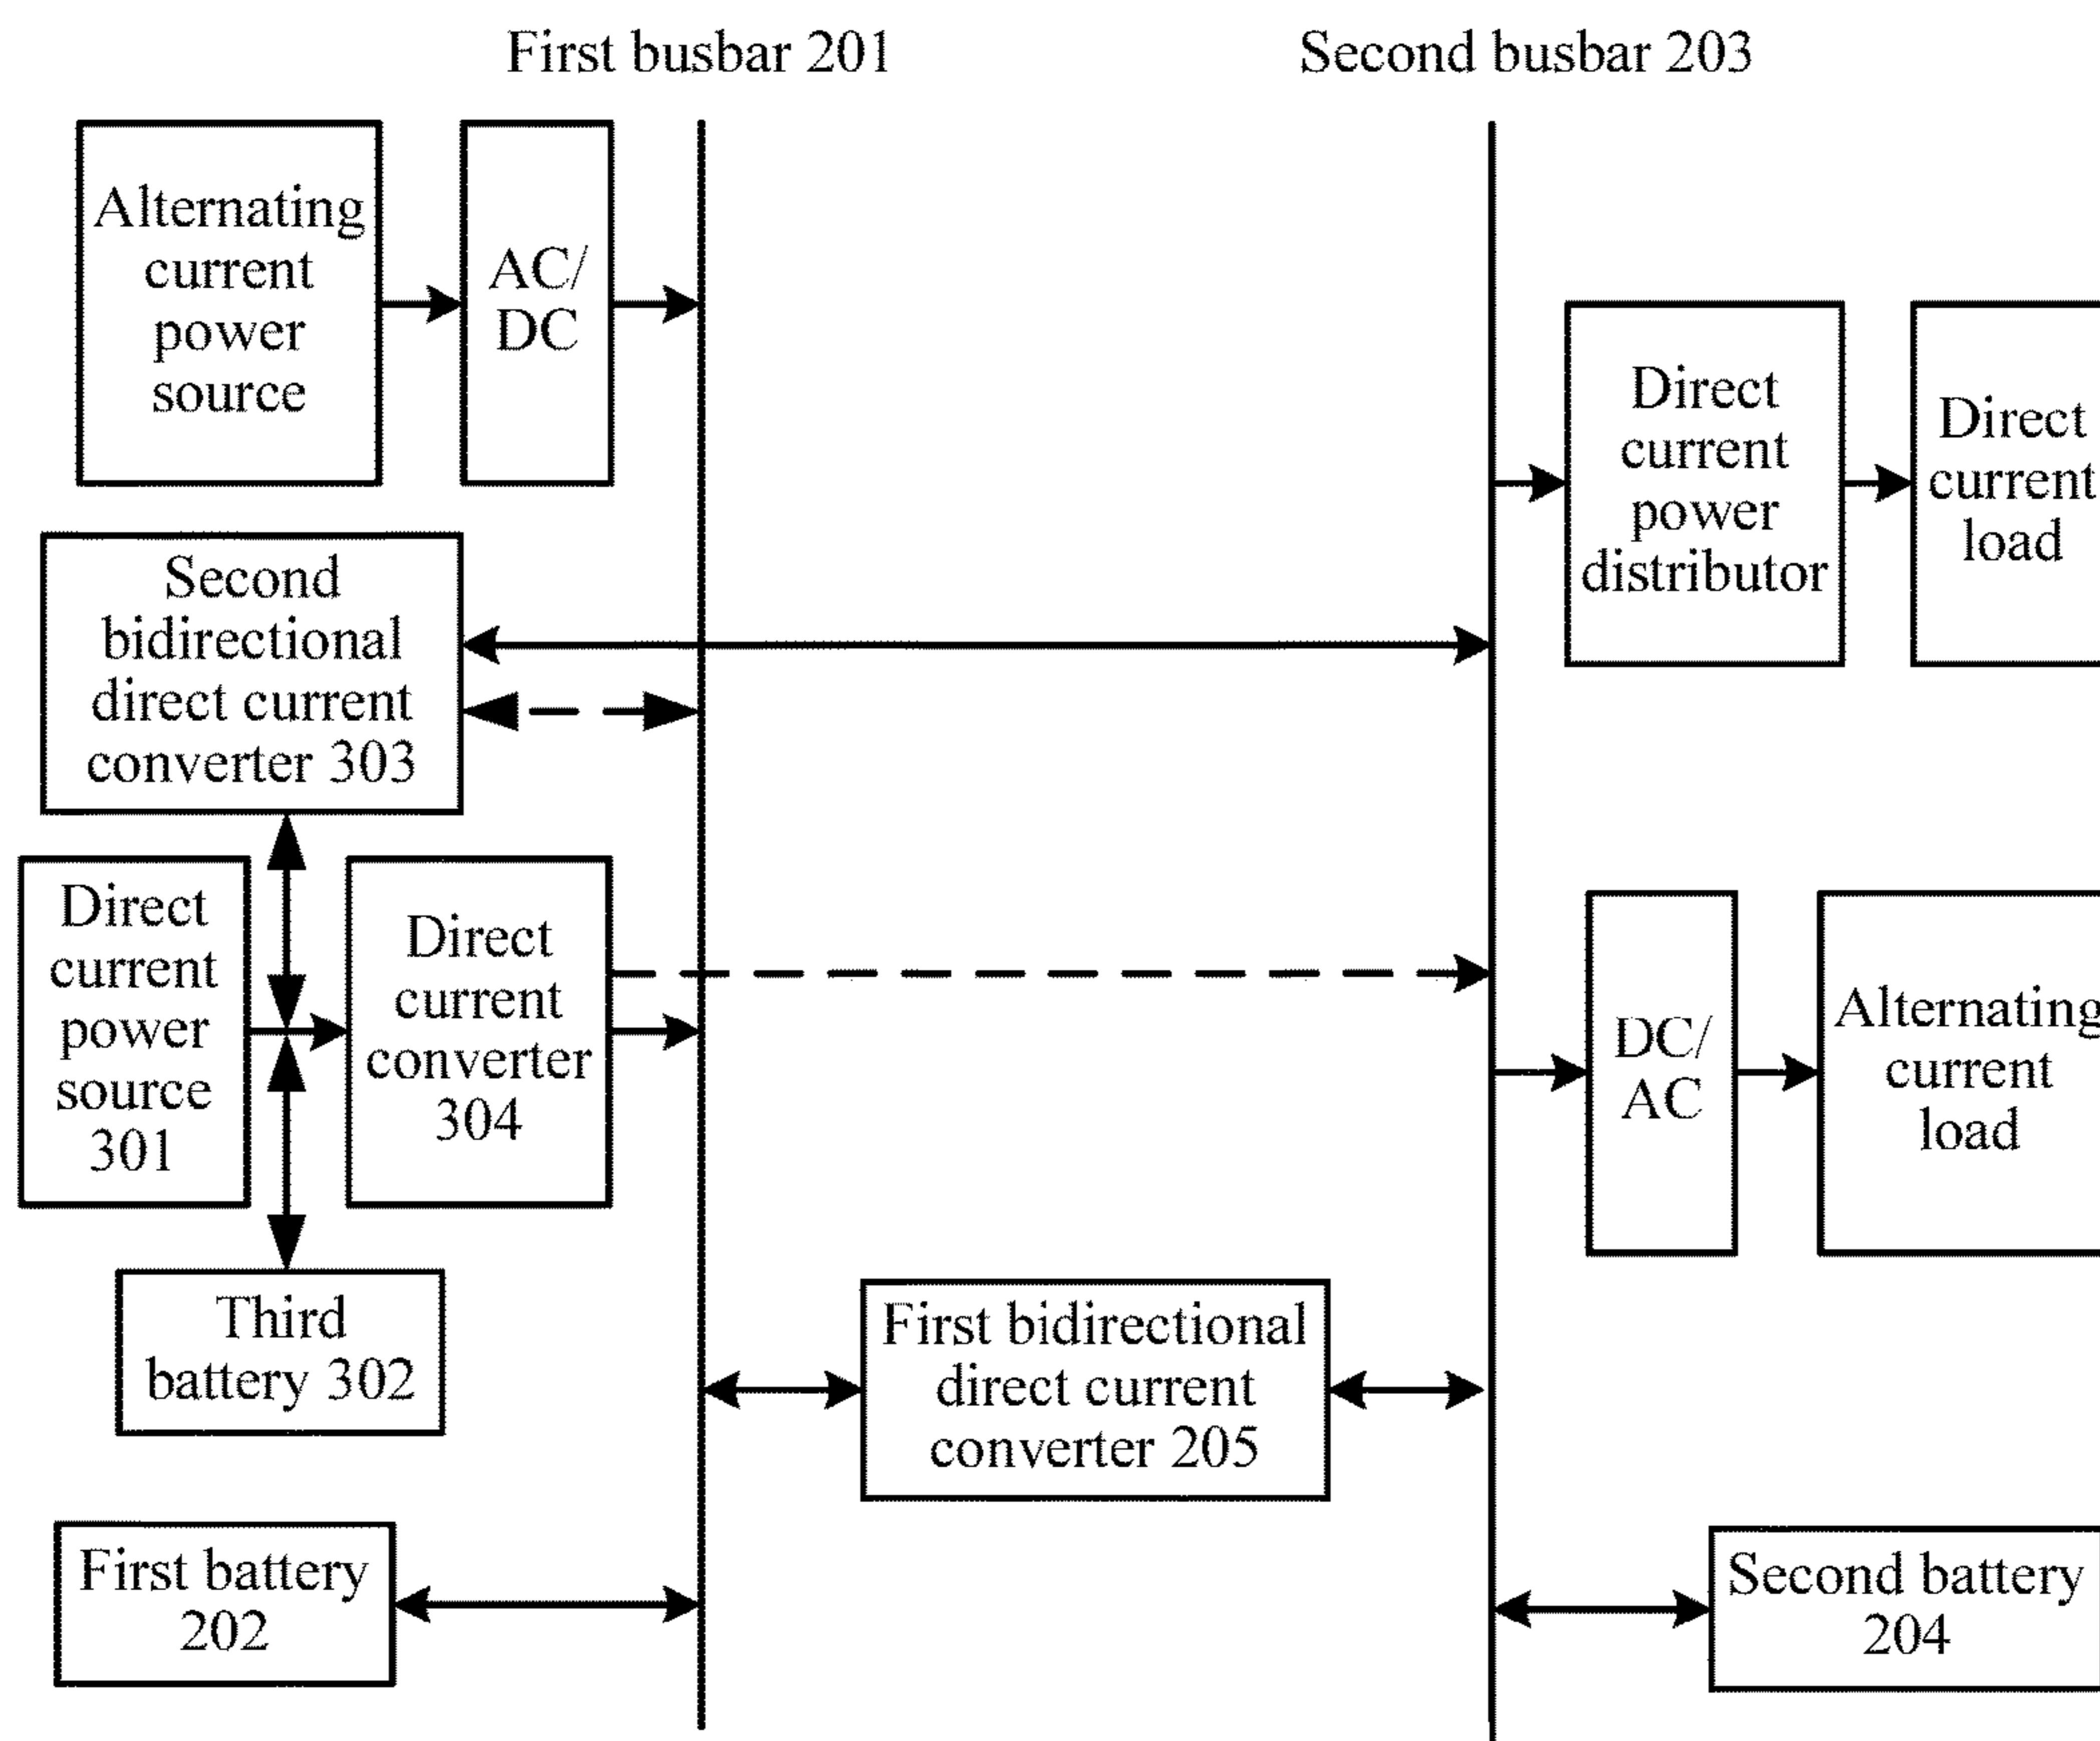 First busbar 201
Second busbar 203
Alternating
current
power
source
AC/
DC
Direct
current
power
distributor
Direct
current
load
Second
bidirectional
direct current
converter 303
Direct
current
power
source
301
Direct
current
converter
304
DC/
AC
Alternating
current
load
Third
battery 302
First bidirectional
direct current
converter 205
First battery
202
Second battery
204